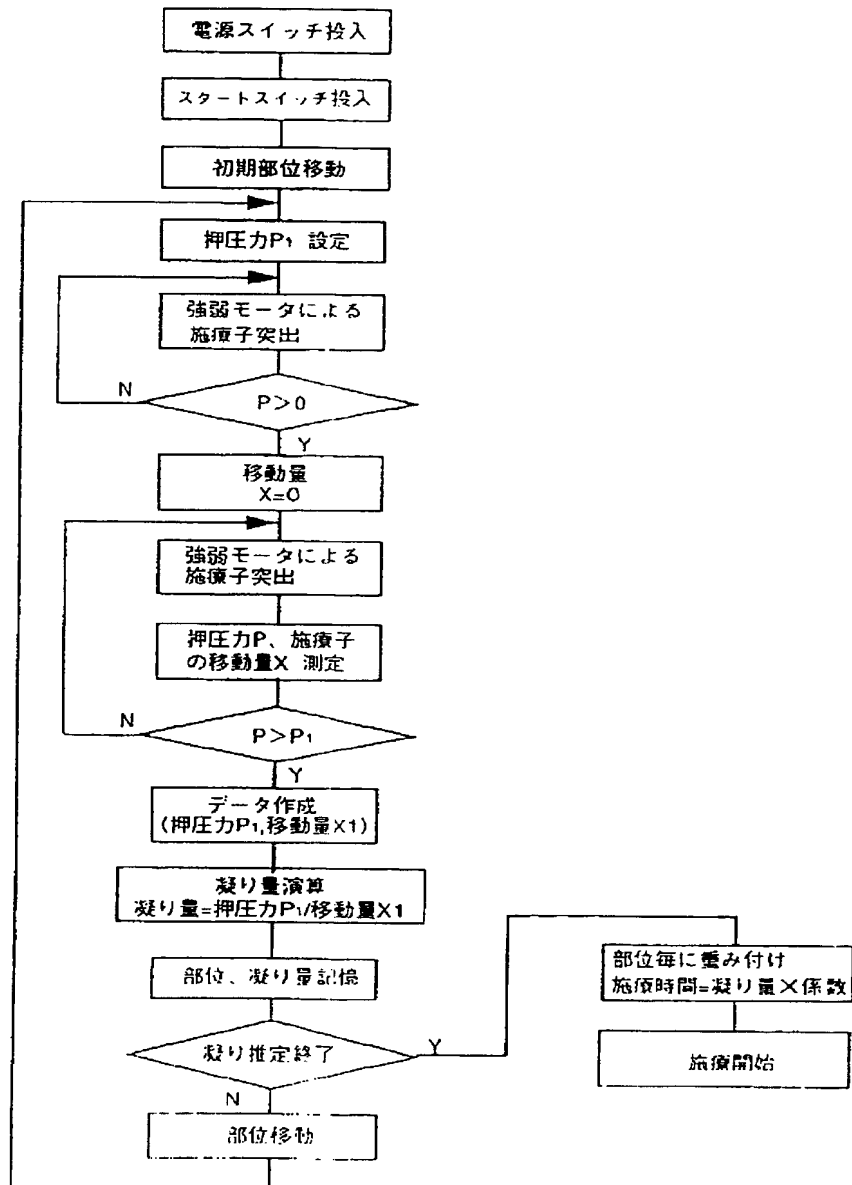 電源スイッチ投入
スタートスイッチ投入
初期部位移動
押圧力P₁ 設定
強弱モータによる
施療子突出
N
P>0
Y
移動量
X=0
強弱モータによる
施療子突出
押圧力P、施療子
の移動量X 測定
N
P>P₁
Y
データ作成
(押圧力P₁,移動量X1)
凝り量演算
凝り量=押圧力P₁/移動量X1
部位、凝り量記憶
凝り推定終了
Y
N
部位移動
部位毎に重み付け
施療時間=凝り量×係数
施療開始